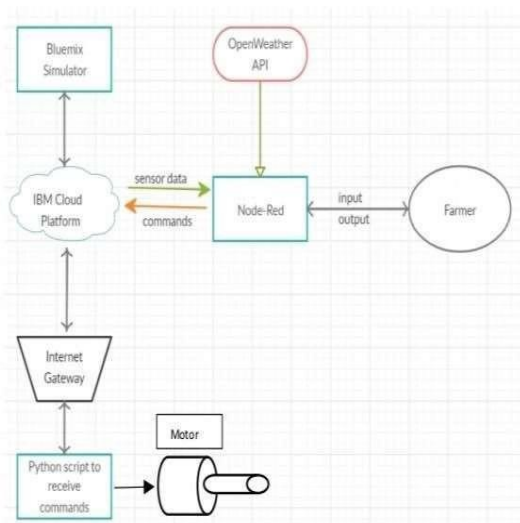 Bluemix
Simulator
OpenWeather
API
sensor data
IBM Cloud
Platform
commands
Node-Red
input
output
Farmer
Internet
Gateway
Motor
Python script to
receive
commands